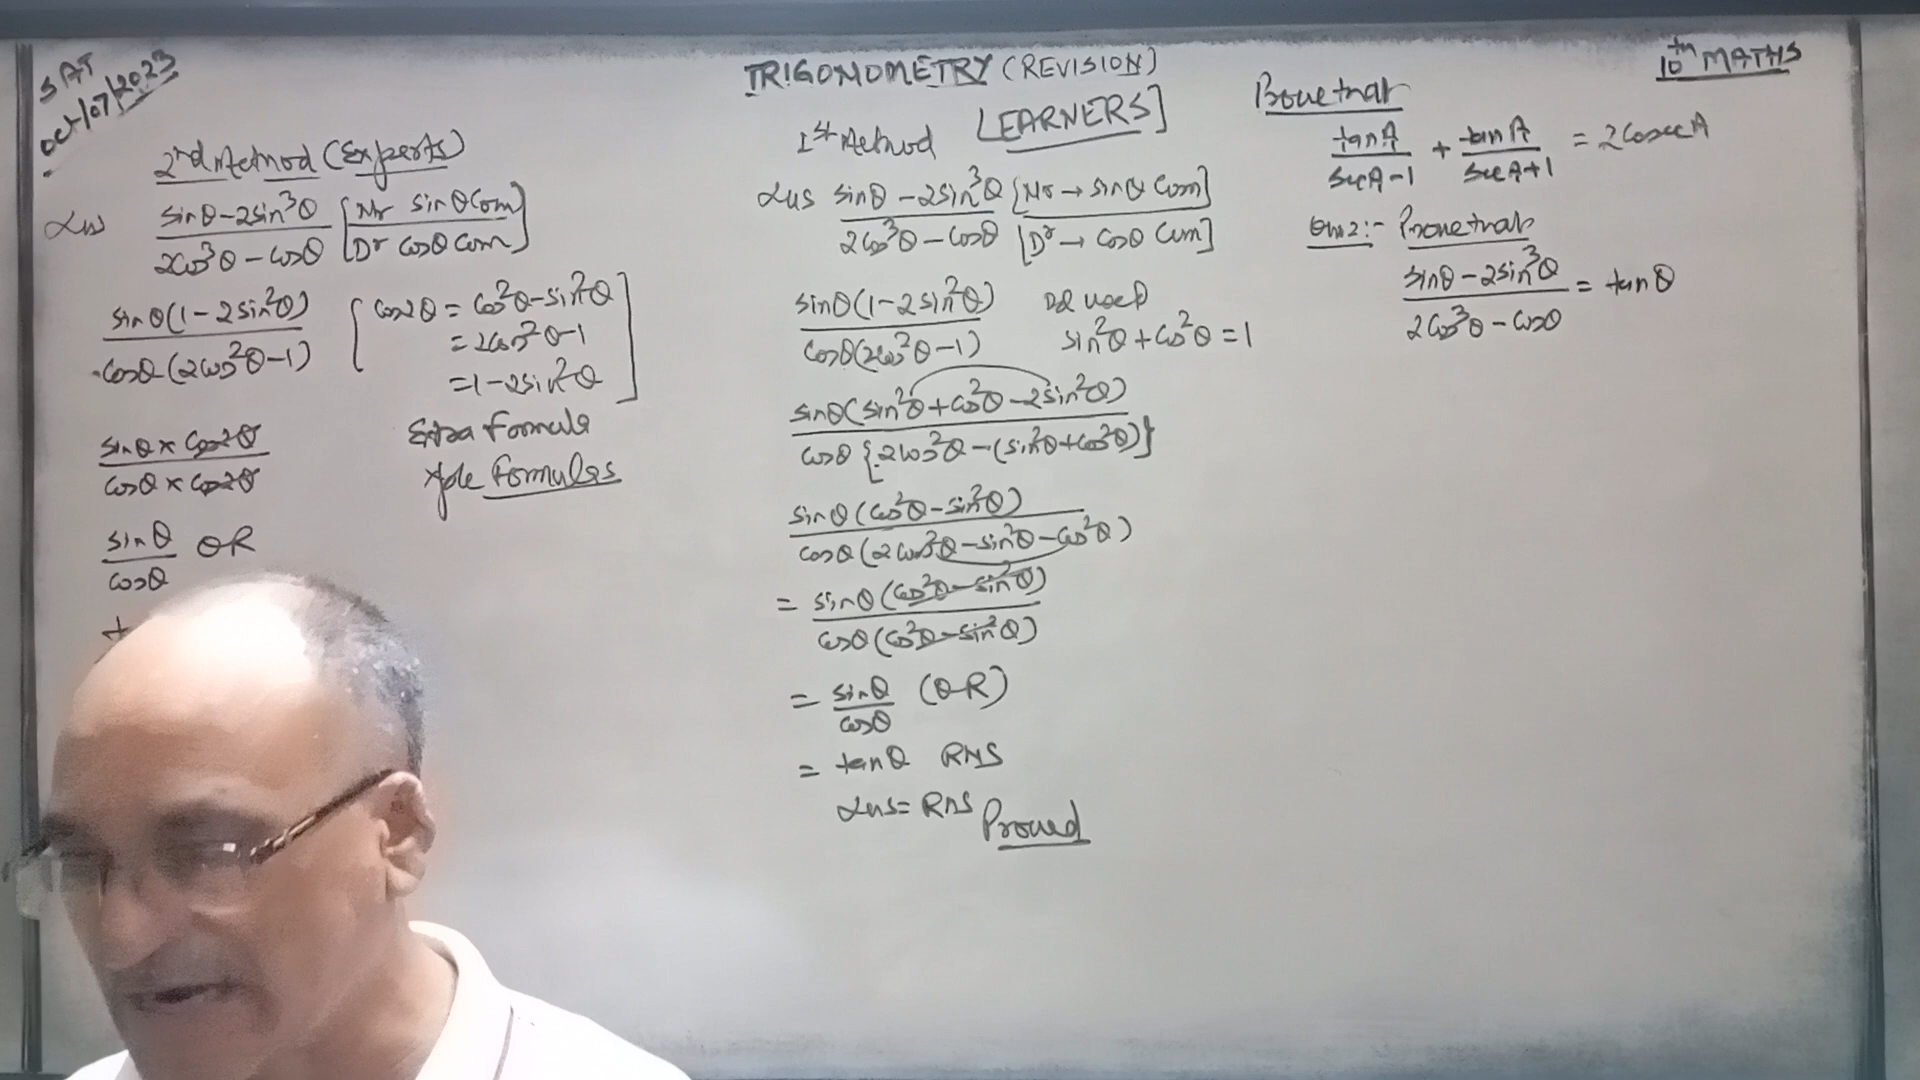 SAT
Oct/07/2023
TRIGONOMETRY (REVISION)
10th MATHS
2nd Method (Experts)
LHS sinθ-2sin³θ / 2cos³θ-cosθ [Nr sinθ Com / Dr cosθ Com]
sinθ(1-2sin²θ) / cosθ(2cos²θ-1)
[cos2θ = cos²θ-sin²θ
= 2cos²θ-1
= 1-2sin²θ]
Extra Formula
sinθ x cos2θ / cosθ x cos2θ
Formulas
sinθ / cosθ OR
1st Method [LEARNERS]
LHS sinθ-2sin³θ / 2cos³θ-cosθ [Nr → sinθ Com] / [Dr → cosθ Com]
sinθ(1-2sin²θ) / cosθ(2cos²θ-1)
used
sin²θ+cos²θ=1
sinθ(sin²θ+cos²θ-2sin²θ) / cosθ{2cos²θ-(sin²θ+cos²θ)}
sinθ(cos²θ-sin²θ) / cosθ(2cos²θ-sin²θ-cos²θ)
= sinθ(cos²θ-sin²θ) / cosθ(cos²θ-sin²θ)
= sinθ / cosθ (OR)
= tanθ RHS
LHS=RHS Proved
Prove that
tanA / secA-1 + tanA / secA+1 = 2CosecA
Qus2:- Prove that
sinθ-2sin³θ / 2cos³θ-cosθ = tanθ